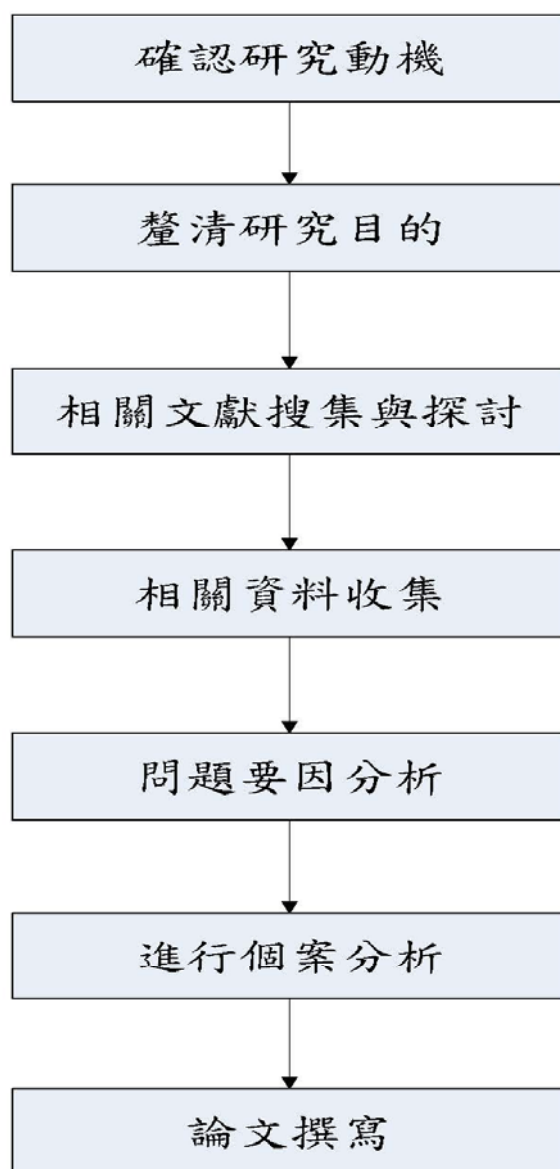 確認研究動機
釐清研究目的
相關文獻搜集與探討
相關資料收集
問題要因分析
進行個案分析
論文撰寫